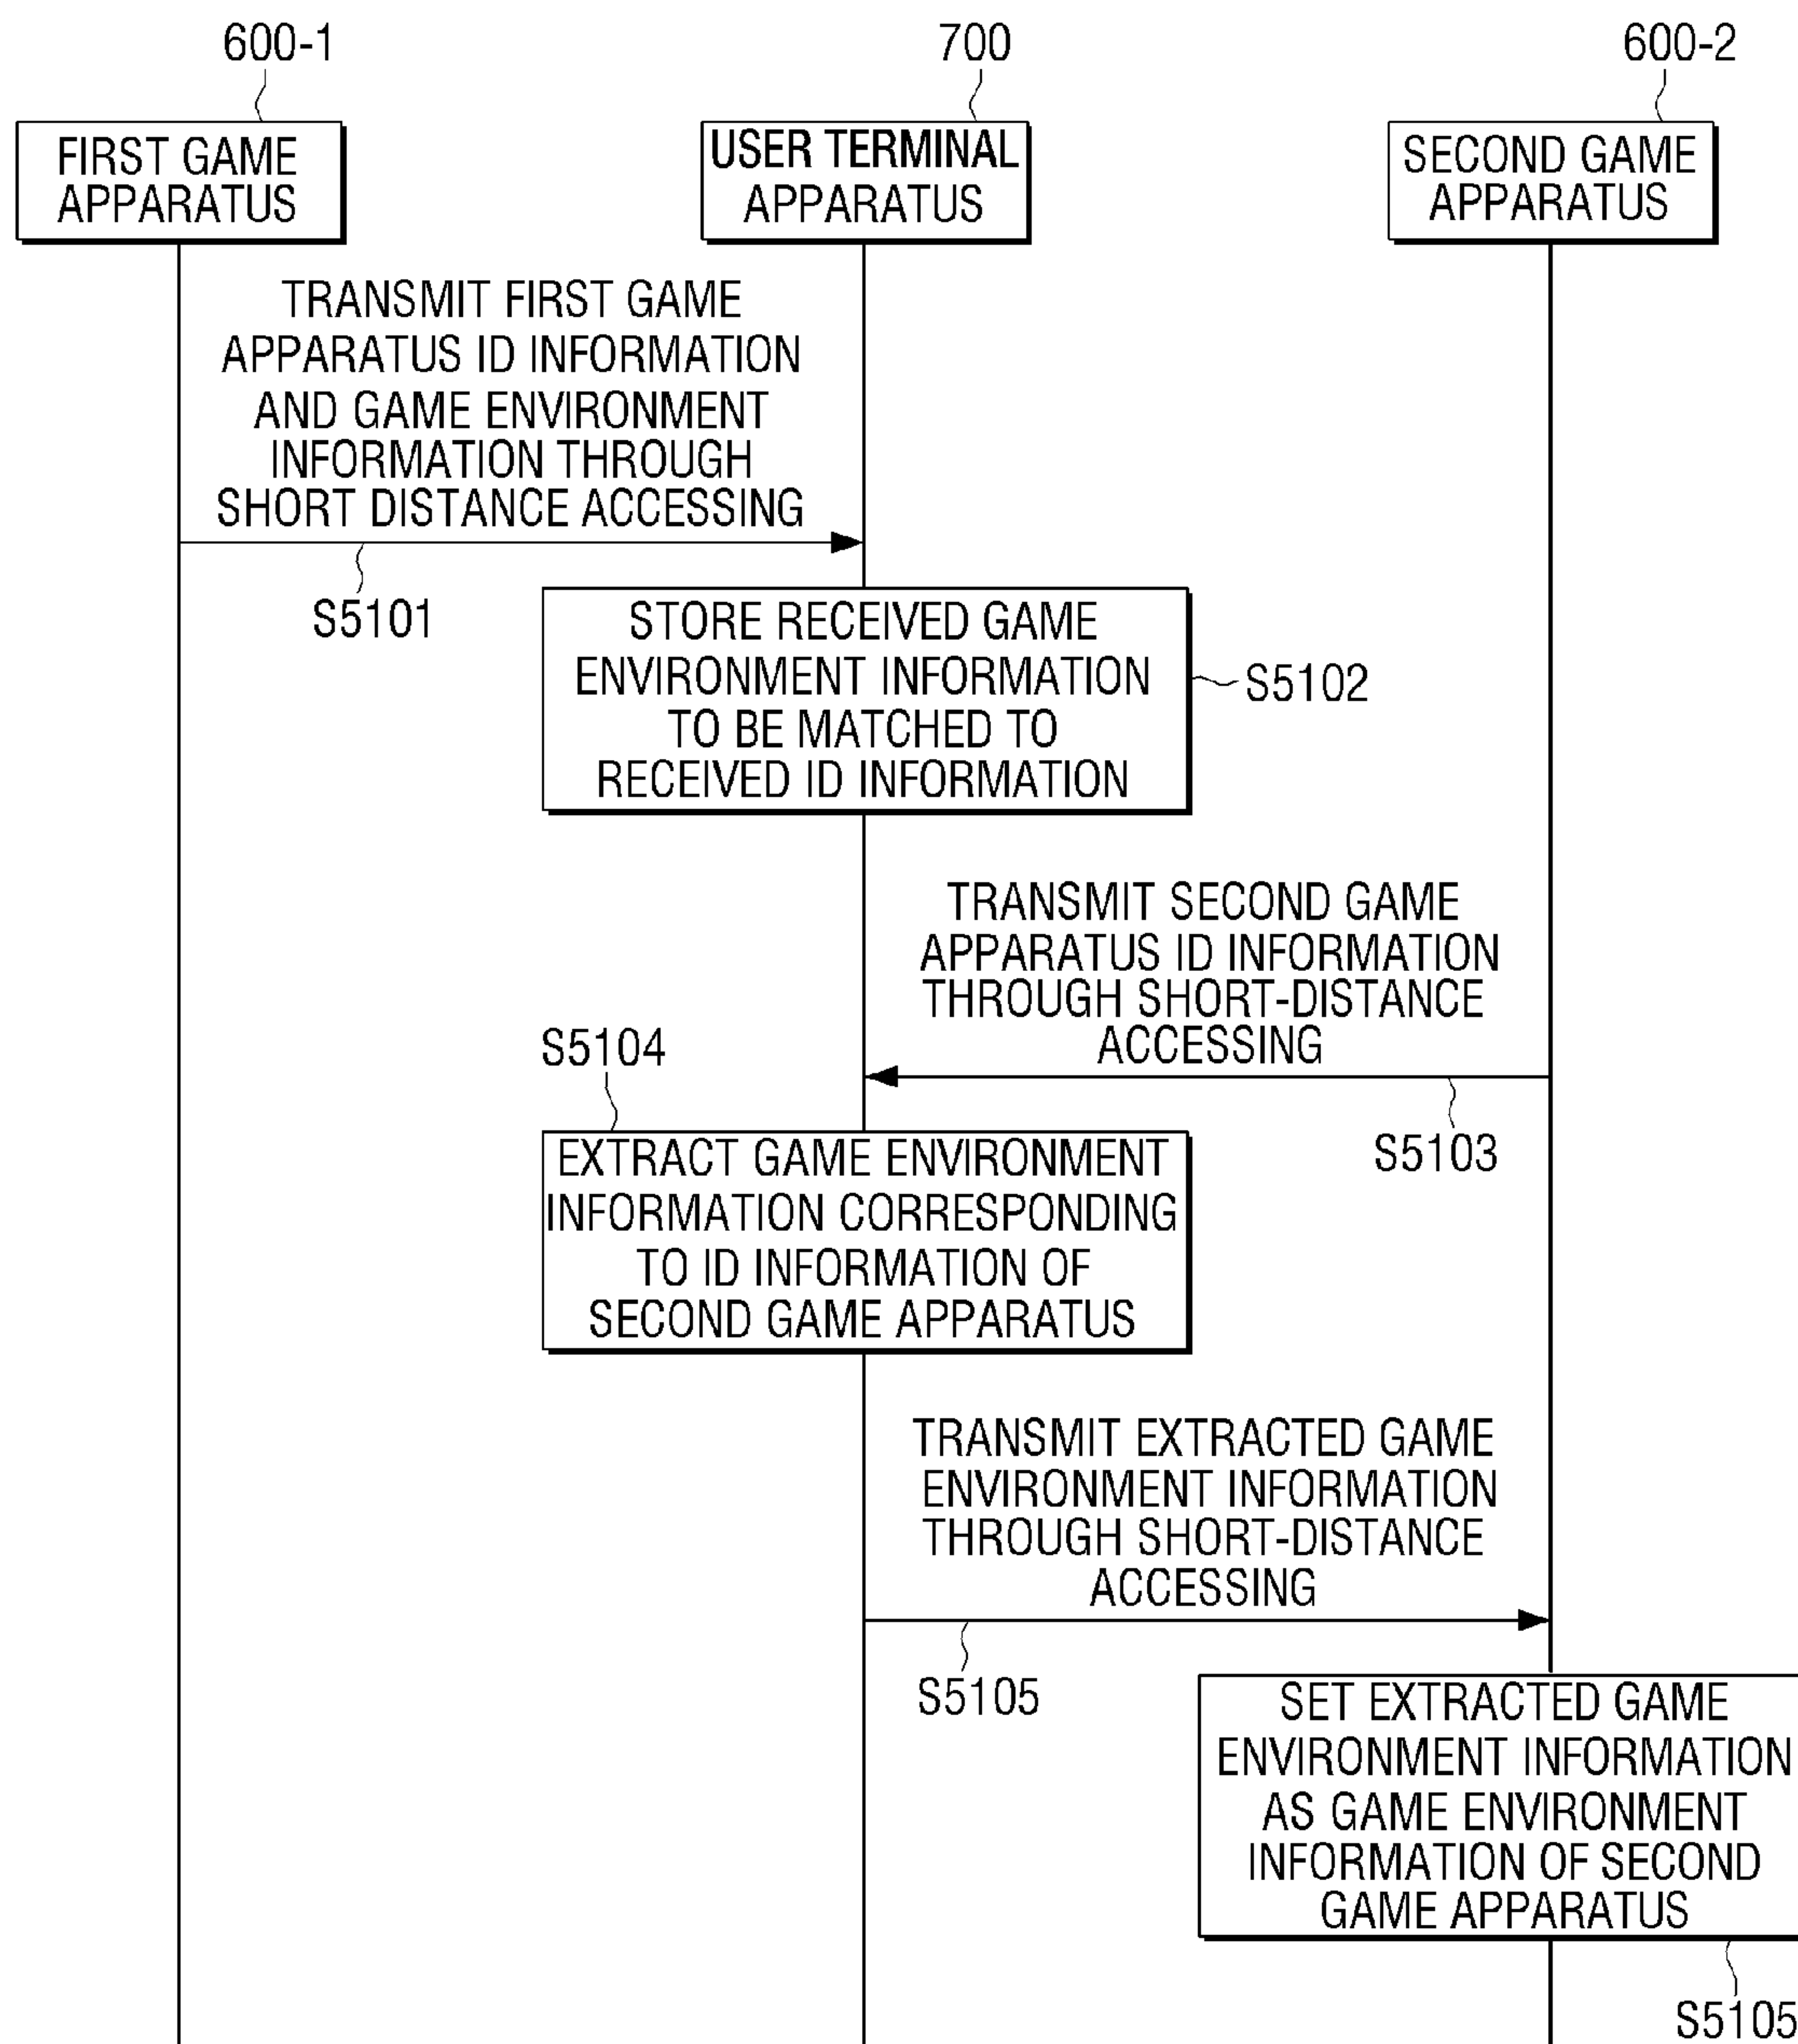 600-1
700
600-2
FIRST GAME
APPARATUS
USER TERMINAL
APPARATUS
SECOND GAME
APPARATUS
TRANSMIT FIRST GAME
APPARATUS ID INFORMATION
AND GAME ENVIRONMENT
INFORMATION THROUGH
SHORT DISTANCE ACCESSING
S5101
STORE RECEIVED GAME
ENVIRONMENT INFORMATION
TO BE MATCHED TO
RECEIVED ID INFORMATION
S5102
TRANSMIT SECOND GAME
APPARATUS ID INFORMATION
THROUGH SHORT-DISTANCE
ACCESSING
S5103
S5104
EXTRACT GAME ENVIRONMENT
INFORMATION CORRESPONDING
TO ID INFORMATION OF
SECOND GAME APPARATUS
TRANSMIT EXTRACTED GAME
ENVIRONMENT INFORMATION
THROUGH SHORT-DISTANCE
ACCESSING
S5105
SET EXTRACTED GAME
ENVIRONMENT INFORMATION
AS GAME ENVIRONMENT
INFORMATION OF SECOND
GAME APPARATUS
S5105